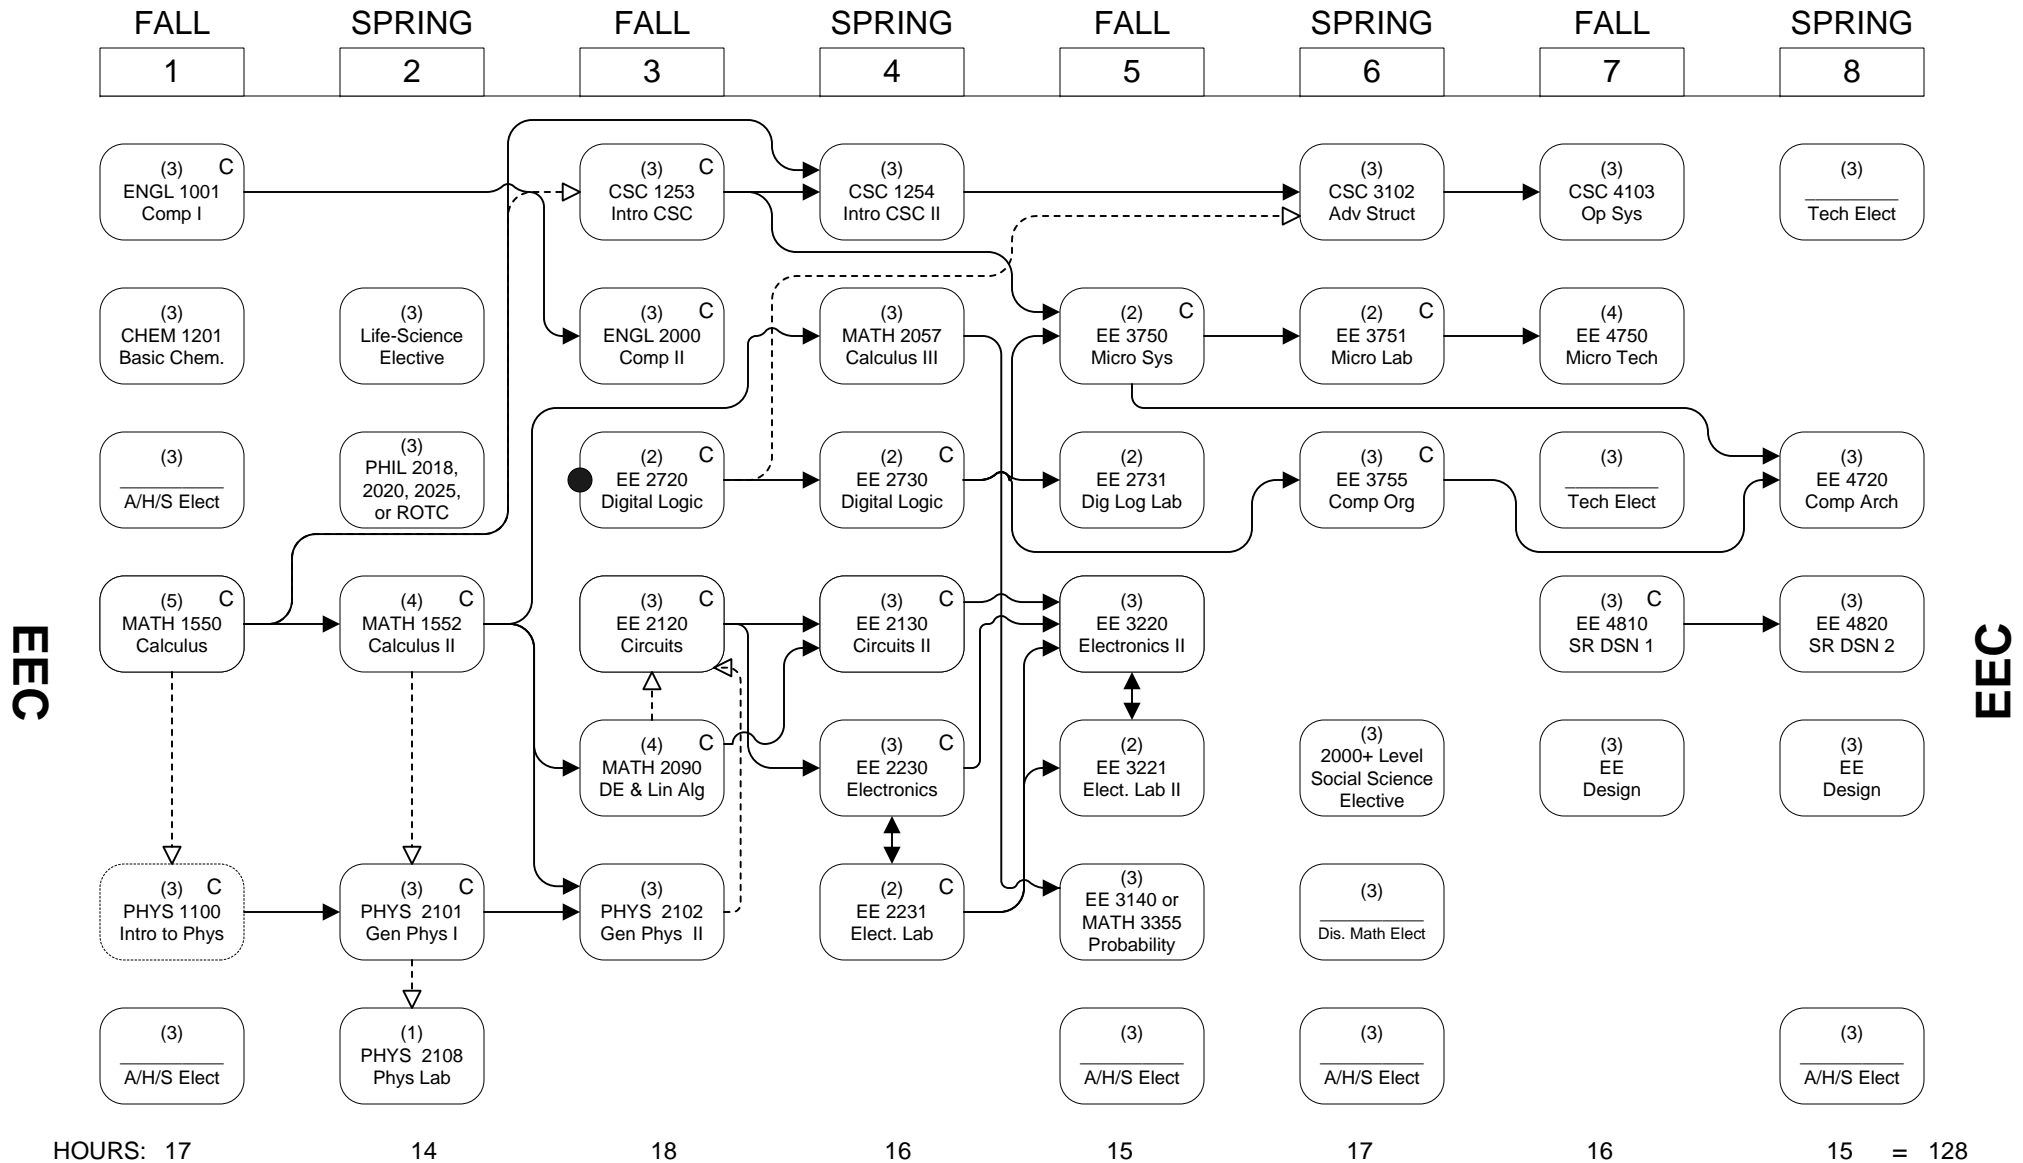 FALL
SPRING
FALL
SPRING
FALL
SPRING
FALL
SPRING
1
2
3
4
5
6
7
8
(3) C
ENGL 1001
Comp I
(3) C
CSC 1253
Intro CSC
(3)
CSC 1254
Intro CSC II
(3)
CSC 3102
Adv Struct
(3)
CSC 4103
Op Sys
(3)
Tech Elect
(3)
CHEM 1201
Basic Chem.
(3)
Life-Science
Elective
(3) C
ENGL 2000
Comp II
(3)
MATH 2057
Calculus III
(2) C
EE 3750
Micro Sys
(2) C
EE 3751
Micro Lab
(4)
EE 4750
Micro Tech
(3)
A/H/S Elect
(3)
PHIL 2018,
2020, 2025,
or ROTC
(2) C
EE 2720
Digital Logic
(2) C
EE 2730
Digital Logic
(2)
EE 2731
Dig Log Lab
(3) C
EE 3755
Comp Org
(3)
Tech Elect
(3)
EE 4720
Comp Arch
EEC
(5) C
MATH 1550
Calculus
(4) C
MATH 1552
Calculus II
(3) C
EE 2120
Circuits
(3) C
EE 2130
Circuits II
(3)
EE 3220
Electronics II
(3) C
EE 4810
SR DSN 1
(3)
EE 4820
SR DSN 2
EEC
(4) C
MATH 2090
DE & Lin Alg
(3) C
EE 2230
Electronics
(2)
EE 3221
Elect. Lab II
(3)
2000+ Level
Social Science
Elective
(3)
EE
Design
(3)
EE
Design
(3) C
PHYS 1100
Intro to Phys
(3) C
PHYS 2101
Gen Phys I
(3)
PHYS 2102
Gen Phys II
(2) C
EE 2231
Elect. Lab
(3)
EE 3140 or
MATH 3355
Probability
(3)
Dis. Math Elect
(3)
A/H/S Elect
(1)
PHYS 2108
Phys Lab
(3)
A/H/S Elect
(3)
A/H/S Elect
(3)
A/H/S Elect
HOURS: 17 14 18 16 15 17 16 15 = 128